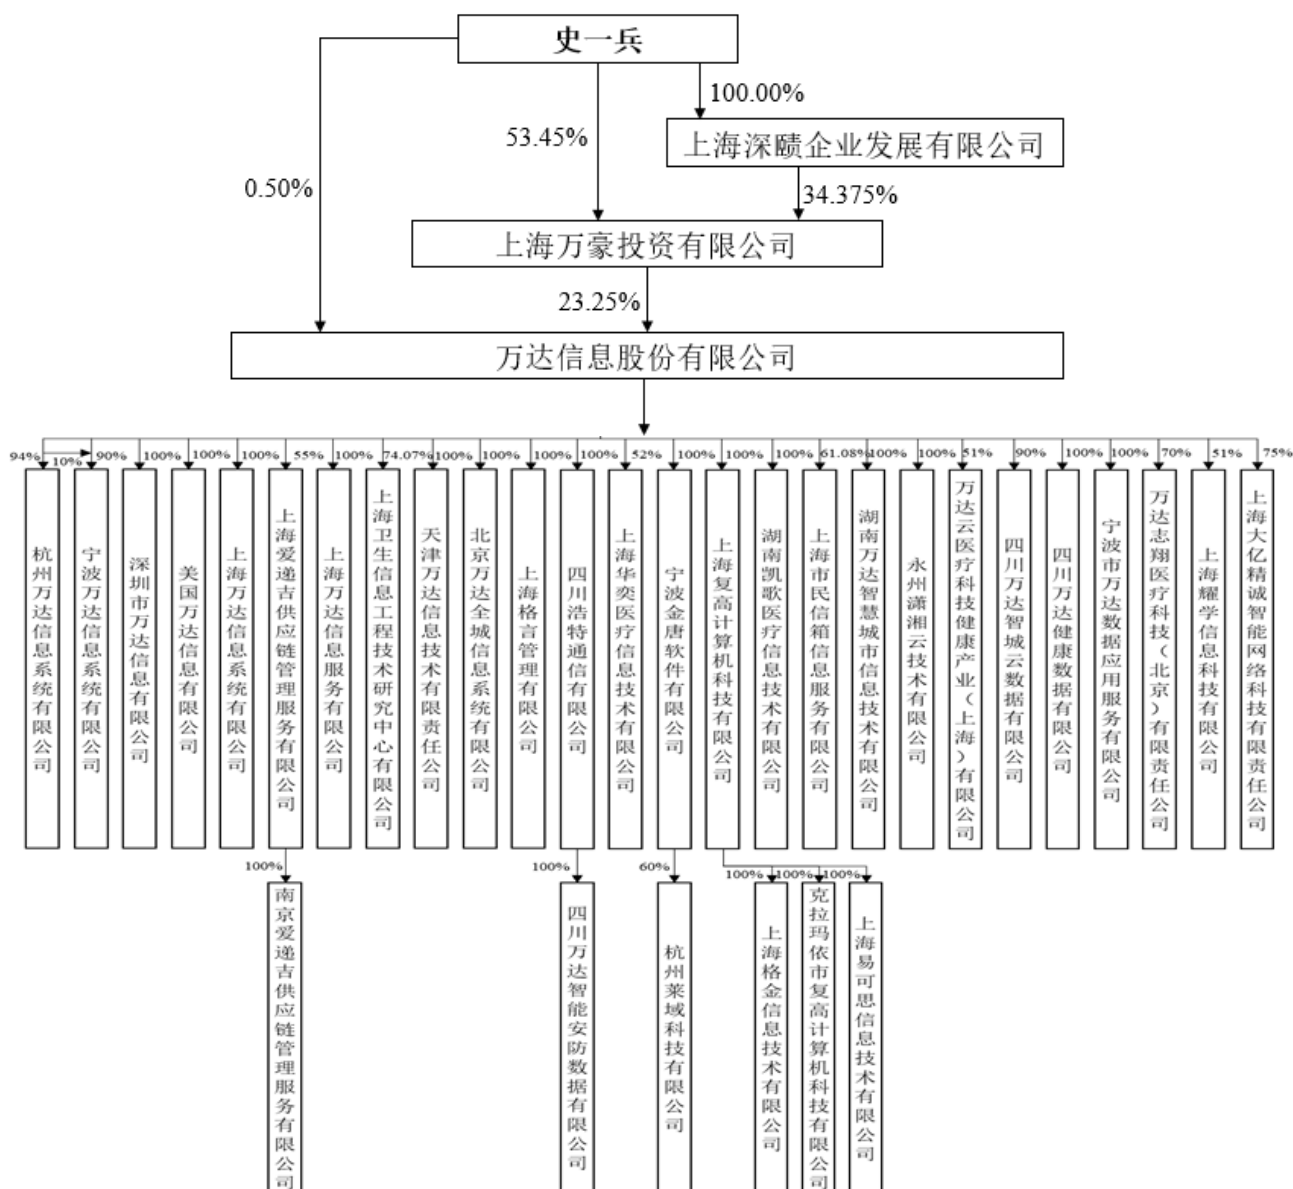 史一兵
100.00%
53.45%
上海深赜企业发展有限公司
0.50%
34.375%
上海万豪投资有限公司
23.25%
万达信息股份有限公司
94%
10%
90%
100%
100%
100%
55%
100%
74.07%
100%
100%
100%
100%
52%
100%
100%
100%
61.08%
100%
100%
51%
90%
100%
100%
70%
51%
75%
杭州万达信息系统有限公司
宁波万达信息系统有限公司
深圳市万达信息有限公司
美国万达信息有限公司
上海万达信息系统有限公司
上海爱递吉供应链管理服务有限公司
上海万达信息服务有限公司
上海卫生信息工程技术研究中心有限公司
天津万达信息技术有限责任公司
北京万达全城信息系统有限公司
上海格言管理有限公司
四川浩特通信有限公司
上海华奕医疗信息技术有限公司
宁波金唐软件有限公司
上海复高计算机科技有限公司
湖南凯歌医疗信息技术有限公司
上海市民信箱信息服务有限公司
湖南万达智慧城市信息技术有限公司
永州潇湘云技术有限公司
万达云医疗科技健康产业（上海）有限公司
四川万达智城云数据有限公司
四川万达健康数据有限公司
宁波市万达数据应用服务有限公司
万达志翔医疗科技（北京）有限责任公司
上海耀学信息科技有限公司
上海大亿精诚智能网络科技有限责任公司
100%
100%
60%
100%
100%
100%
南京爱递吉供应链管理服务有限公司
四川万达智能安防数据有限公司
杭州莱域科技有限公司
上海格金信息技术有限公司
克拉玛依市复高计算机科技有限公司
上海易可思信息技术有限公司